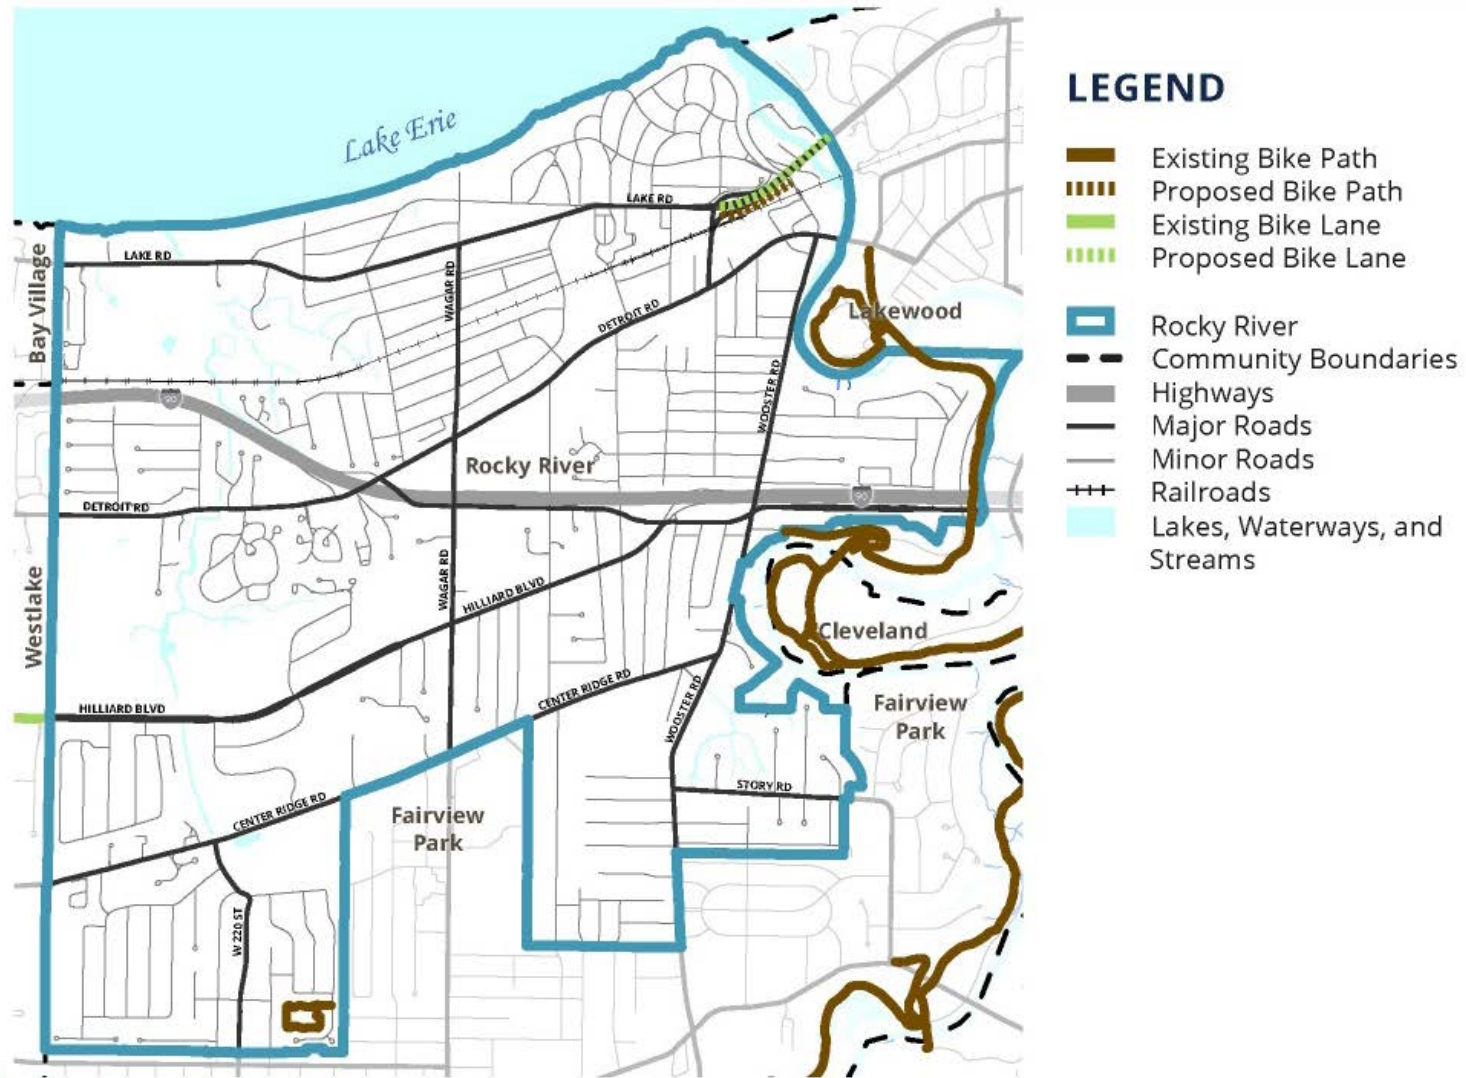 Lake Erie
LAKE RD
LAKE RD
Bay Village
WAGAR RD
DETROIT RD
Lakewood
WOOSTER RD
90
Rocky River
90
DETROIT RD
WAGAR RD
HILLIARD BLVD
Westlake
Cleveland
CENTER RIDGE RD
WOOSTER RD
Fairview
Park
HILLIARD BLVD
STORY RD
CENTER RIDGE RD
Fairview
Park
W 220 ST
LEGEND
Existing Bike Path
Proposed Bike Path
Existing Bike Lane
Proposed Bike Lane
Rocky River
Community Boundaries
Highways
Major Roads
Minor Roads
Railroads
Lakes, Waterways, and
Streams